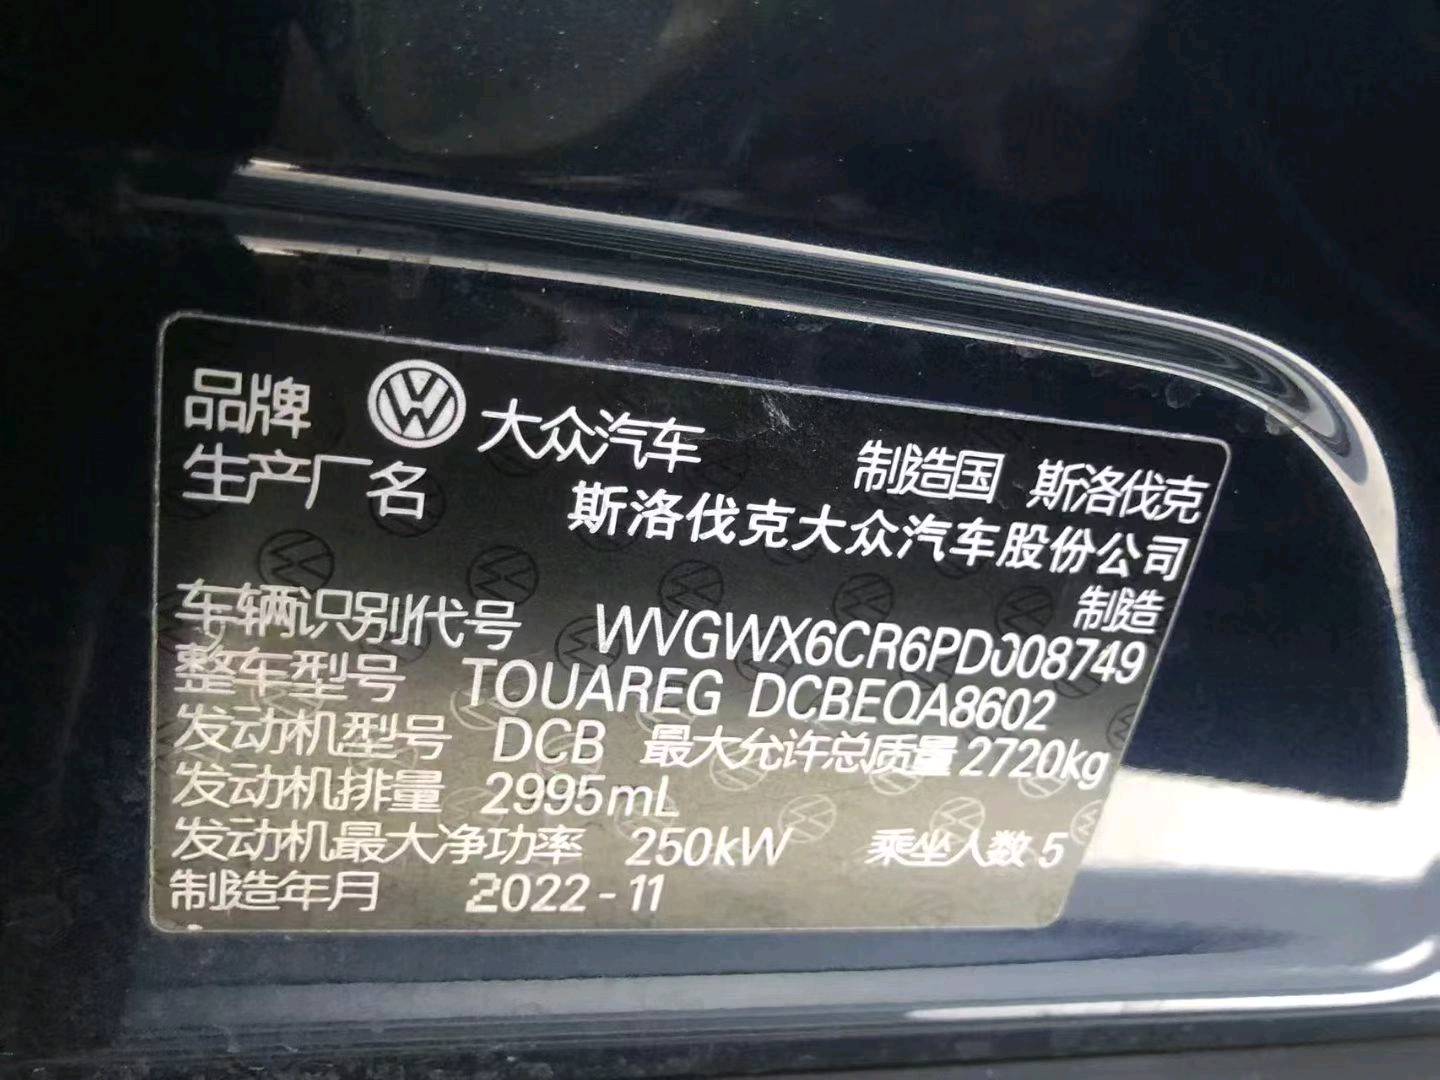 品牌 大众汽车 制造国 斯洛伐克
生产厂名 斯洛伐克大众汽车股份公司
制造
车辆识别代号 WVGWX6CR6PD008749
整车型号 TOUAREG DCBEQA8602
发动机型号 DCB 最大允许总质量 2720kg
发动机排量 2995mL
发动机最大净功率 250kW 乘坐人数 5
制造年月 2022-11